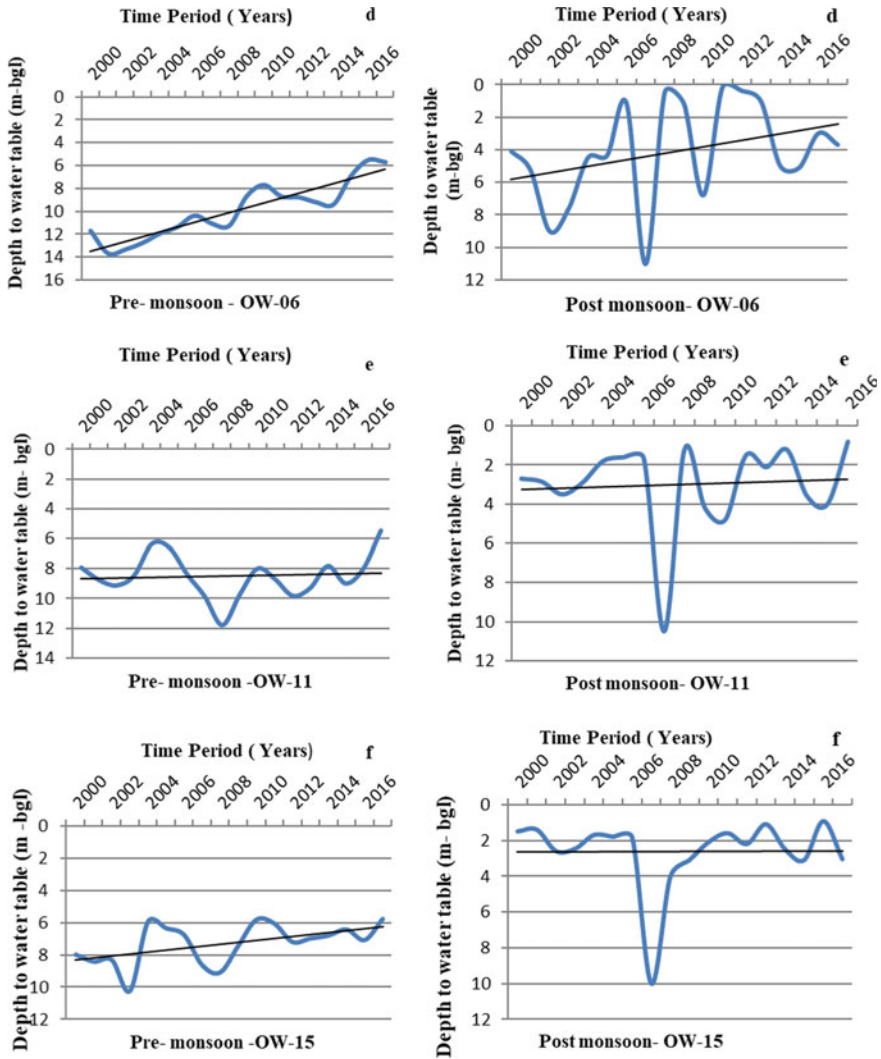 Time Period ( Years) d
2000 2002 2004 2006 2008 2010 2012 2014 2016
Depth to water table (m-bgl)
0
2
4
6
8
10
12
14
16
Pre- monsoon - OW-06
Time Period ( Years) d
2000 2002 2004 2006 2008 2010 2012 2014 2016
Depth to water table
(m-bgl)
0
2
4
6
8
10
12
Post monsoon- OW-06
Time Period ( Years) e
2000 2002 2004 2006 2008 2010 2012 2014 2016
Depth to water table (m- bgl)
0
2
4
6
8
10
12
14
Pre- monsoon -OW-11
Time Period ( Years) e
2000 2002 2004 2006 2008 2010 2012 2014 2016
Depth to water table (m- bgl)
0
2
4
6
8
10
12
Post monsoon- OW-11
Time Period ( Years) f
2000 2002 2004 2006 2008 2010 2012 2014 2016
Depth to water table (m -bgl)
0
2
4
6
8
10
12
Pre- monsoon -OW-15
Time Period ( Years) f
2000 2002 2004 2006 2008 2010 2012 2014 2016
Depth to water table (m- bgl)
0
2
4
6
8
10
12
Post monsoon- OW-15